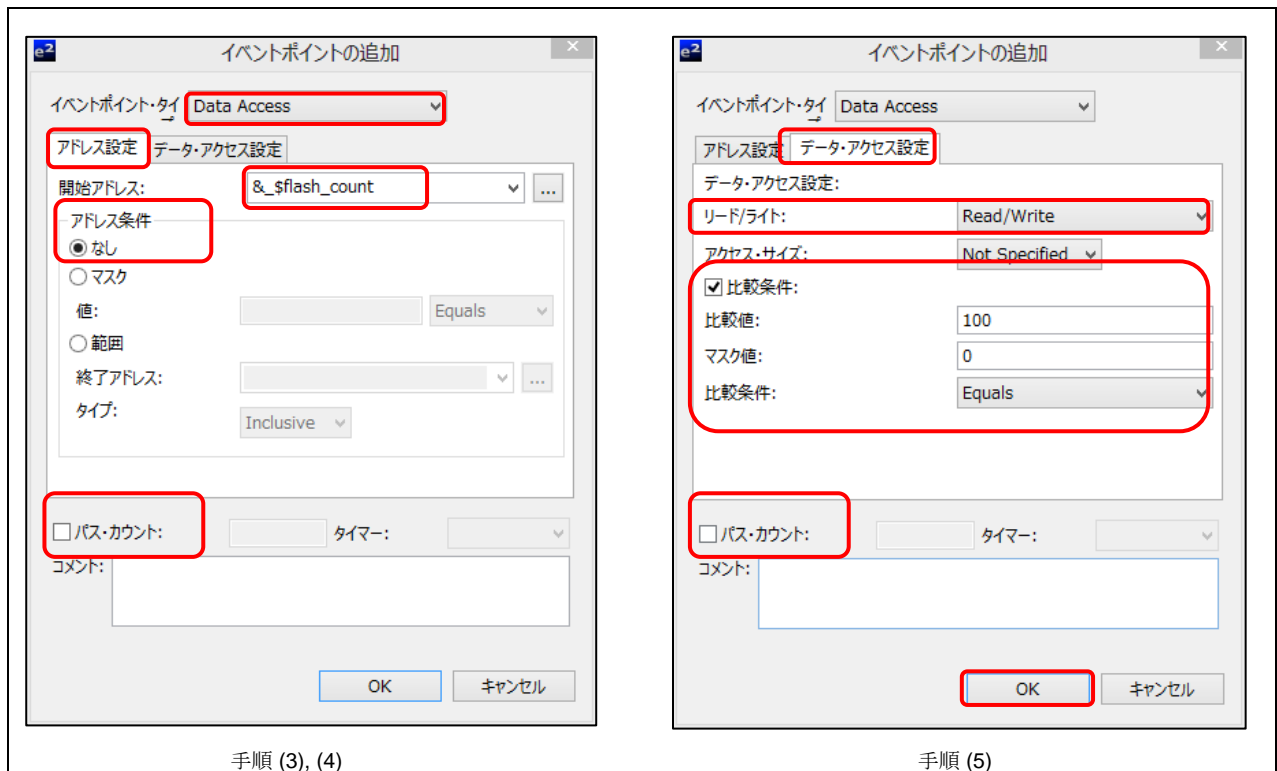 e² イベントポイントの追加 ×
イベントポイント・タイプ Data Access
アドレス設定 データ・アクセス設定
開始アドレス: &_$flash_count ...
アドレス条件
なし
マスク
値: Equals
範囲
終了アドレス: ...
タイプ: Inclusive
パス・カウント: タイマー:
コメント:
OK キャンセル
手順 (3), (4)
e² イベントポイントの追加 ×
イベントポイント・タイプ Data Access
アドレス設定 データ・アクセス設定
データ・アクセス設定:
リード/ライト: Read/Write
アクセス・サイズ: Not Specified
比較条件:
比較値: 100
マスク値: 0
比較条件: Equals
パス・カウント: タイマー:
コメント:
OK キャンセル
手順 (5)